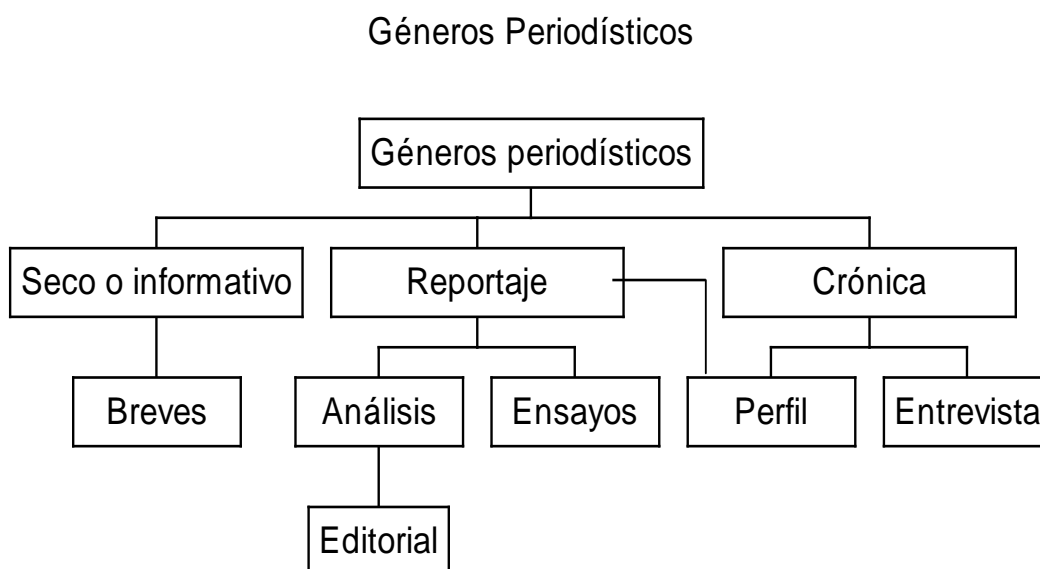 Géneros Periodísticos
Géneros periodísticos
Seco o informativo
Reportaje
Crónica
Breves
Análisis
Ensayos
Perfil
Entrevista
Editorial